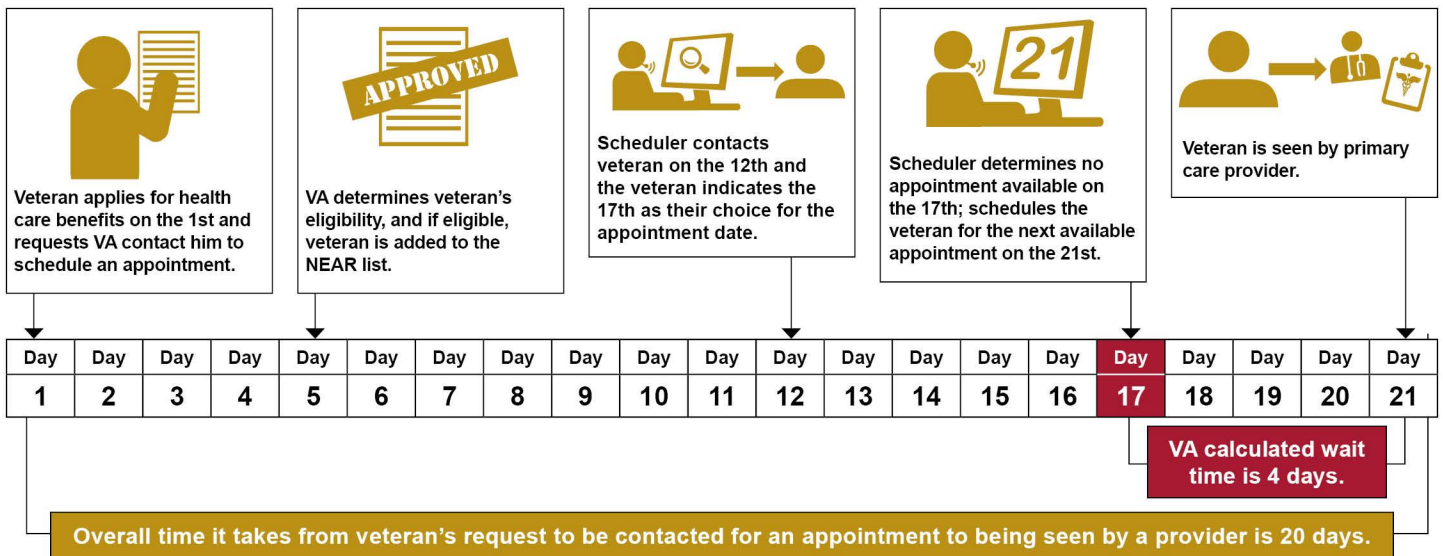 APPROVED
21
Veteran applies for health
care benefits on the 1st and
requests VA contact him to
schedule an appointment.
VA determines veteran's
eligibility, and if eligible,
veteran is added to the
NEAR list.
Scheduler contacts
veteran on the 12th and
the veteran indicates the
17th as their choice for the
appointment date.
Scheduler determines no
appointment available on
the 17th; schedules the
veteran for the next available
appointment on the 21st.
Veteran is seen by primary
care provider.
Day Day Day Day Day Day Day Day Day Day Day Day Day Day Day Day Day Day Day Day Day
1 2 3 4 5 6 7 8 9 10 11 12 13 14 15 16 17 18 19 20 21
VA calculated wait
time is 4 days.
Overall time it takes from veteran's request to be contacted for an appointment to being seen by a provider is 20 days.